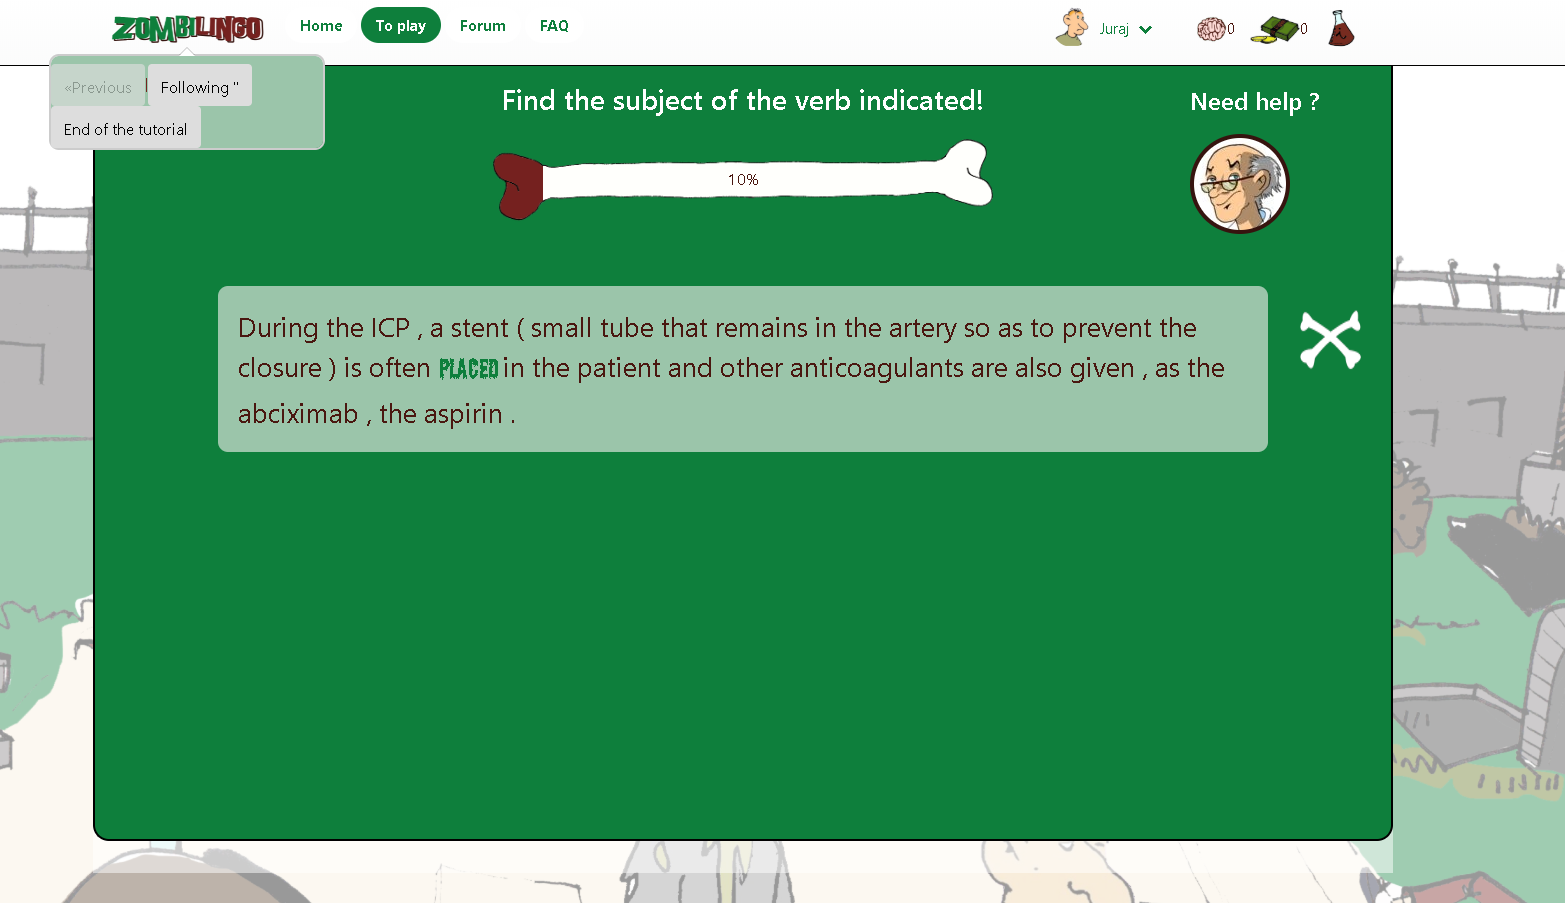 ZOMBILINGO Home To play Forum FAQ Juraj 0 0
«Previous Following "
End of the tutorial
Find the subject of the verb indicated! Need help ?
10%
During the ICP , a stent ( small tube that remains in the artery so as to prevent the
closure ) is often PLACED in the patient and other anticoagulants are also given , as the
abciximab , the aspirin .